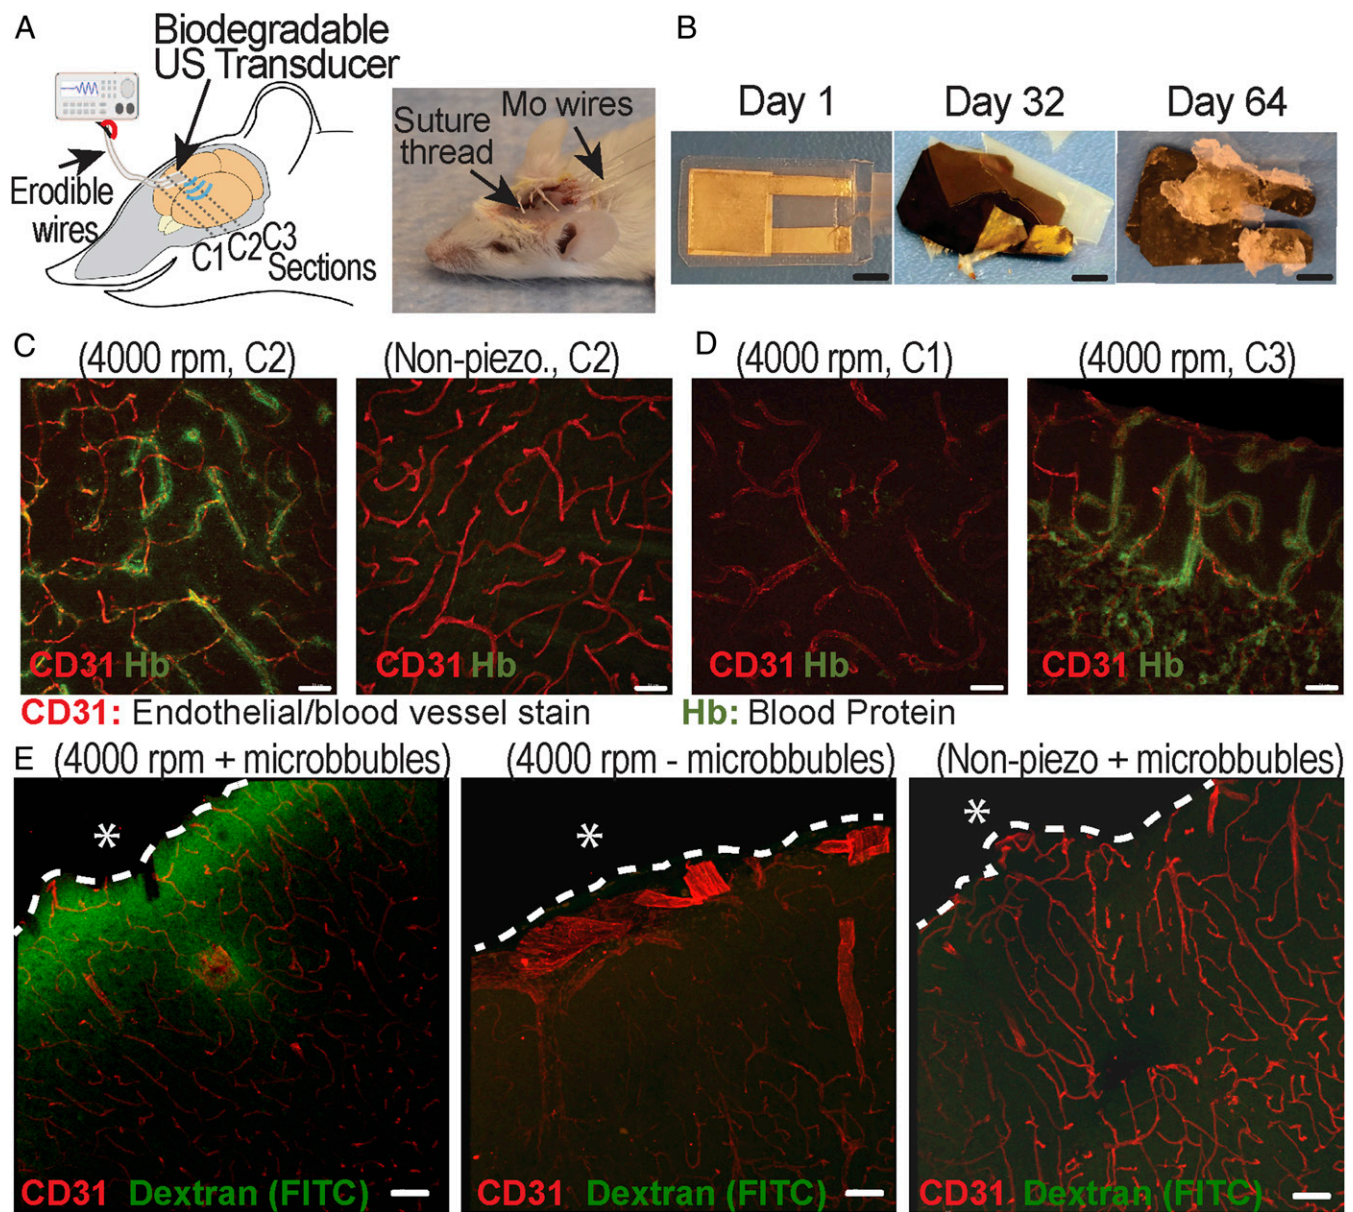 A
Biodegradable
US Transducer
Erodible
wires
C1 C2 C3
Sections
Suture
thread
Mo wires
B
Day 1
Day 32
Day 64
C
(4000 rpm, C2)
(Non-piezo., C2)
D
(4000 rpm, C1)
(4000 rpm, C3)
CD31 Hb
CD31 Hb
CD31 Hb
CD31 Hb
CD31: Endothelial/blood vessel stain
Hb: Blood Protein
E
(4000 rpm + microbbubles)
(4000 rpm - microbbubles)
(Non-piezo + microbbubles)
*
*
*
CD31 Dextran (FITC)
CD31 Dextran (FITC)
CD31 Dextran (FITC)